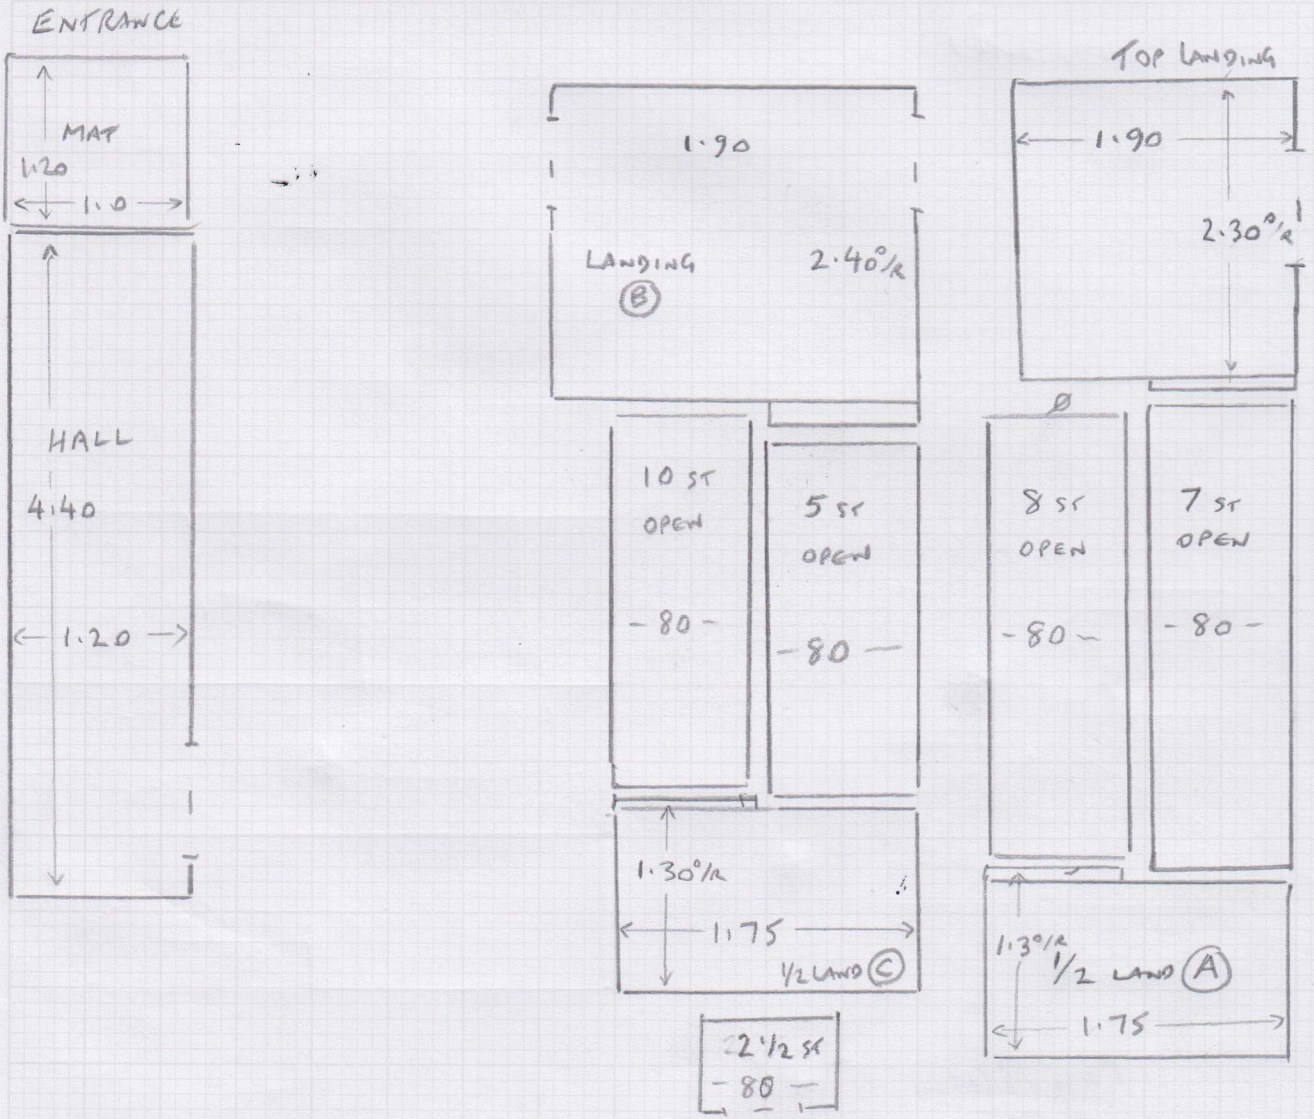 ENTRANCE
MAT
1.20
1.0
HALL
4.40
1.20
1.90
LANDING
2.40 O/R
B
10 ST
OPEN
- 80 -
5 ST
OPEN
- 80 -
1.30 O/R
1.75
1/2 LAND C
2 1/2 ST
- 80 -
TOP LANDING
1.90
2.30 O/R
Ø
8 ST
OPEN
- 80 -
7 ST
OPEN
- 80 -
1.3 O/R
1/2 LAND A
1.75